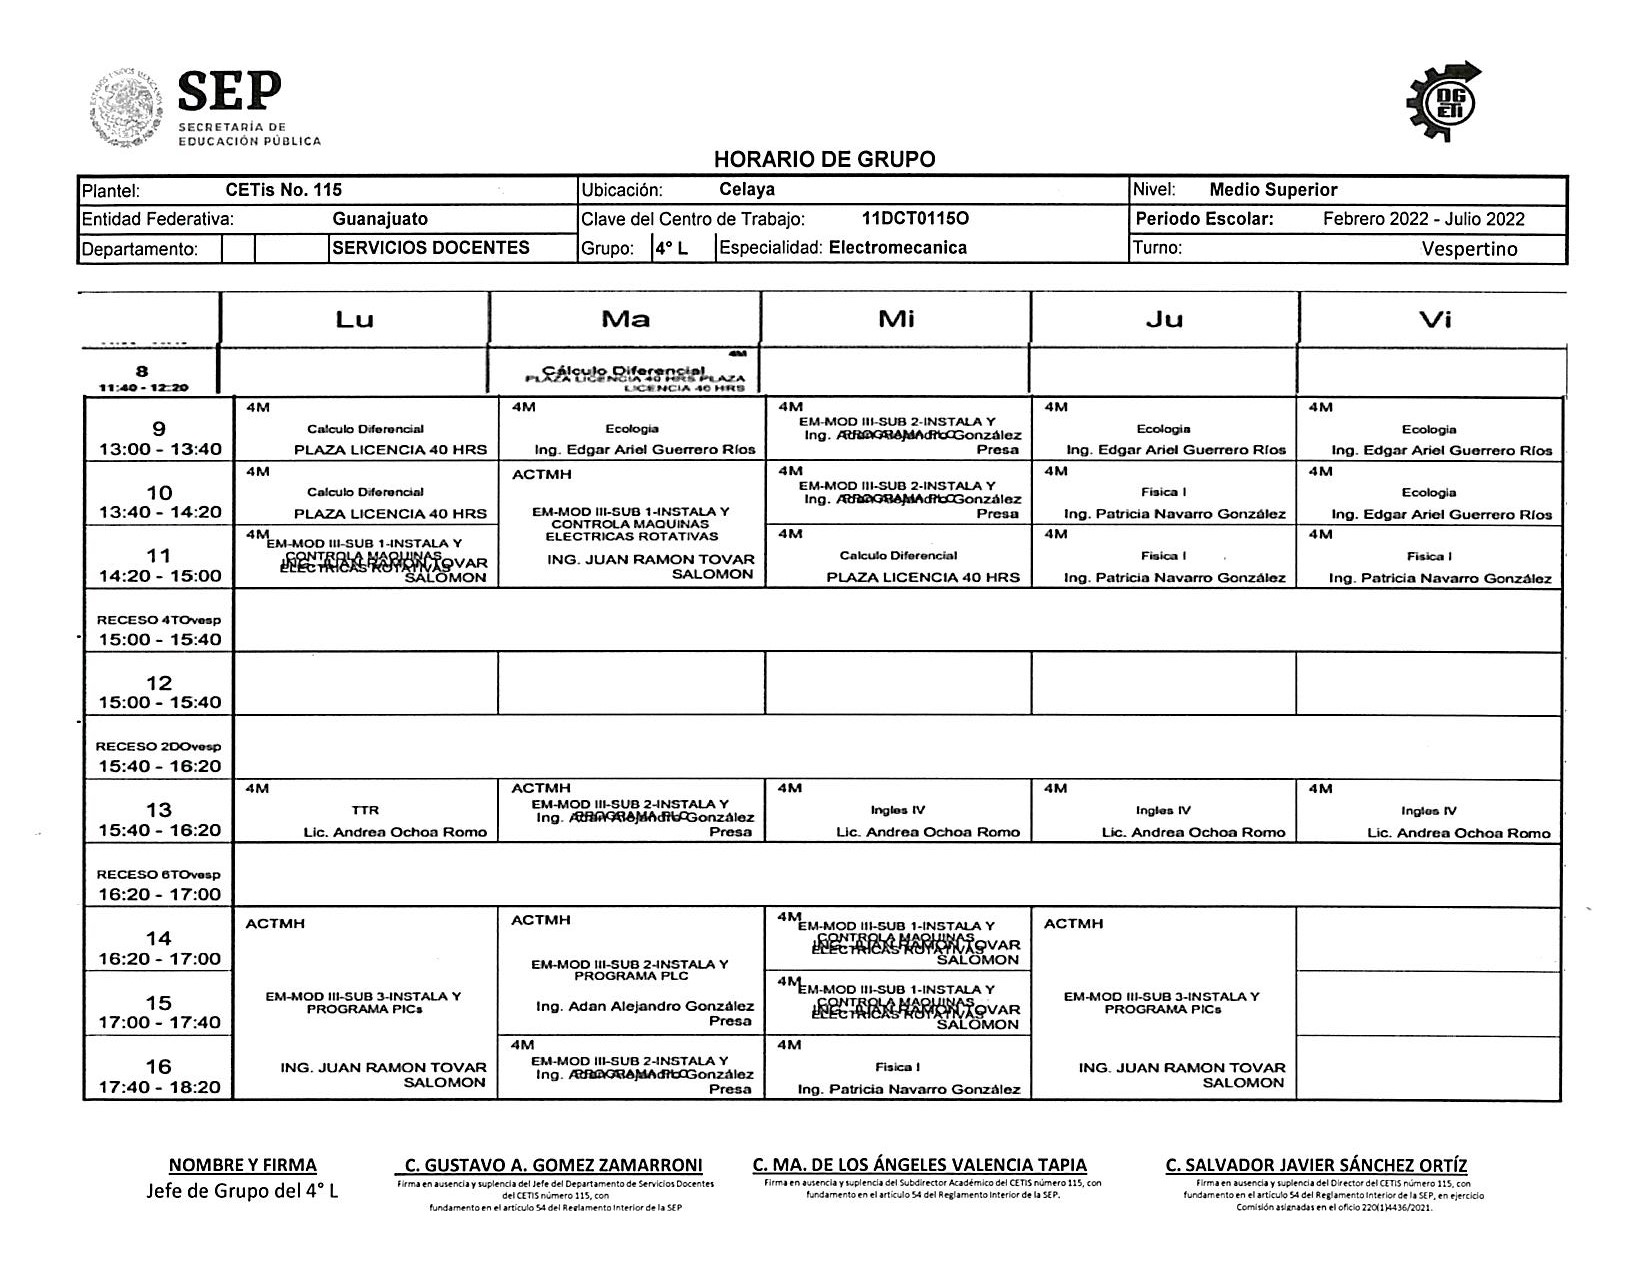 SEP
SECRETARÍA DE
EDUCACIÓN PÚBLICA
DG
ETI
HORARIO DE GRUPO
Plantel: CETis No. 115 Ubicación: Celaya Nivel: Medio Superior
Entidad Federativa: Guanajuato Clave del Centro de Trabajo: 11DCT0115O Periodo Escolar: Febrero 2022 - Julio 2022
Departamento: SERVICIOS DOCENTES Grupo: 4° L Especialidad: Electromecanica Turno: Vespertino
Lu Ma Mi Ju Vi
8
11:40 - 12:20
4M
Cálculo Diferencial
PLAZA LICENCIA 40 HRS PLAZA
LICENCIA 40 HRS
9
13:00 - 13:40
4M
Calculo Diferencial
PLAZA LICENCIA 40 HRS
4M
Ecologia
Ing. Edgar Ariel Guerrero Ríos
4M
EM-MOD III-SUB 2-INSTALA Y
PROGRAMA PLC
Ing. Adan Alejandro González
Presa
4M
Ecologia
Ing. Edgar Ariel Guerrero Ríos
4M
Ecologia
Ing. Edgar Ariel Guerrero Ríos
10
13:40 - 14:20
4M
Calculo Diferencial
PLAZA LICENCIA 40 HRS
ACTMH
EM-MOD III-SUB 1-INSTALA Y
CONTROLA MAQUINAS
ELECTRICAS ROTATIVAS
ING. JUAN RAMON TOVAR
SALOMON
4M
EM-MOD III-SUB 2-INSTALA Y
PROGRAMA PLC
Ing. Adan Alejandro González
Presa
4M
Fisica I
Ing. Patricia Navarro González
4M
Ecologia
Ing. Edgar Ariel Guerrero Ríos
11
14:20 - 15:00
4M
EM-MOD III-SUB 1-INSTALA Y
CONTROLA MAQUINAS
ELECTRICAS ROTATIVAS
ING. JUAN RAMON TOVAR
SALOMON
4M
Calculo Diferencial
PLAZA LICENCIA 40 HRS
4M
Fisica I
Ing. Patricia Navarro González
4M
Fisica I
Ing. Patricia Navarro González
RECESO 4TOvesp
15:00 - 15:40
12
15:00 - 15:40
RECESO 2DOvesp
15:40 - 16:20
13
15:40 - 16:20
4M
TTR
Lic. Andrea Ochoa Romo
ACTMH
EM-MOD III-SUB 2-INSTALA Y
PROGRAMA PLC
Ing. Adan Alejandro González
Presa
4M
Ingles IV
Lic. Andrea Ochoa Romo
4M
Ingles IV
Lic. Andrea Ochoa Romo
4M
Ingles IV
Lic. Andrea Ochoa Romo
RECESO 6TOvesp
16:20 - 17:00
14
16:20 - 17:00
ACTMH
EM-MOD III-SUB 3-INSTALA Y
PROGRAMA PICs
ING. JUAN RAMON TOVAR
SALOMON
ACTMH
EM-MOD III-SUB 2-INSTALA Y
PROGRAMA PLC
Ing. Adan Alejandro González
Presa
4M
EM-MOD III-SUB 1-INSTALA Y
CONTROLA MAQUINAS
ELECTRICAS ROTATIVAS
ING. JUAN RAMON TOVAR
SALOMON
ACTMH
EM-MOD III-SUB 3-INSTALA Y
PROGRAMA PICs
ING. JUAN RAMON TOVAR
SALOMON
15
17:00 - 17:40
4M
EM-MOD III-SUB 1-INSTALA Y
CONTROLA MAQUINAS
ELECTRICAS ROTATIVAS
ING. JUAN RAMON TOVAR
SALOMON
16
17:40 - 18:20
4M
EM-MOD III-SUB 2-INSTALA Y
PROGRAMA PLC
Ing. Adan Alejandro González
Presa
4M
Fisica I
Ing. Patricia Navarro González
NOMBRE Y FIRMA
Jefe de Grupo del 4° L
C. GUSTAVO A. GOMEZ ZAMARRONI
Firma en ausencia y suplencia del Jefe del Departamento de Servicios Docentes
del CETIS número 115, con
fundamento en el artículo 54 del Reglamento Interior de la SEP
C. MA. DE LOS ÁNGELES VALENCIA TAPIA
Firma en ausencia y suplencia del Subdirector Académico del CETIS número 115, con
fundamento en el artículo 54 del Reglamento Interior de la SEP.
C. SALVADOR JAVIER SÁNCHEZ ORTÍZ
Firma en ausencia y suplencia del Director del CETIS número 115, con
fundamento en el artículo 54 del Reglamento Interior de la SEP, en ejercicio
Comisión asignadas en el oficio 220(1)4436/2021.